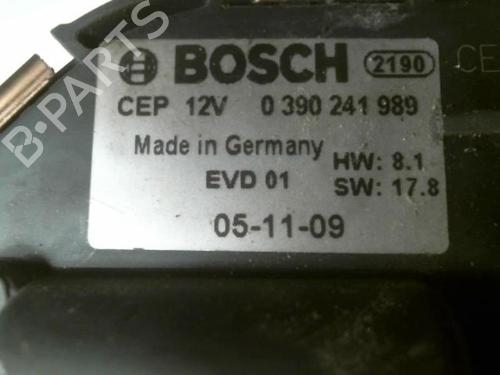 BOSCH 2190
CEP 12V 0 390 241 989
Made in Germany
HW: 8.1
EVD 01
SW: 17.8
05-11-09
CE
B-PARTS